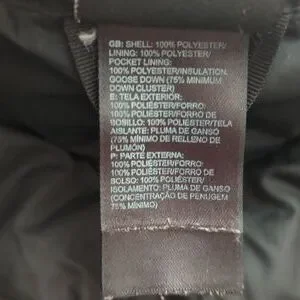 GB: SHELL: 100% POLYESTER/
LINING: 100% POLYESTER/
POCKET LINING:
100% POLYESTER/INSULATION:
GOOSE DOWN (75% MINIMUM
DOWN CLUSTER)
E: TELA EXTERIOR:
100% POLIÉSTER/FORRO:
100% POLIÉSTER/FORRO DE
BOLSILLO: 100% POLIÉSTER/TELA
AISLANTE: PLUMA DE GANSO
(75% MÍNIMO DE RELLENO DE
PLUMÓN)
P: PARTE EXTERNA:
100% POLIÉSTER/FORRO:
100% POLIÉSTER/FORRO DE
BOLSO: 100% POLIÉSTER/
ISOLAMENTO: PLUMA DE GANSO
(CONCENTRAÇÃO DE PENUGEM
75% MÍNIMO)